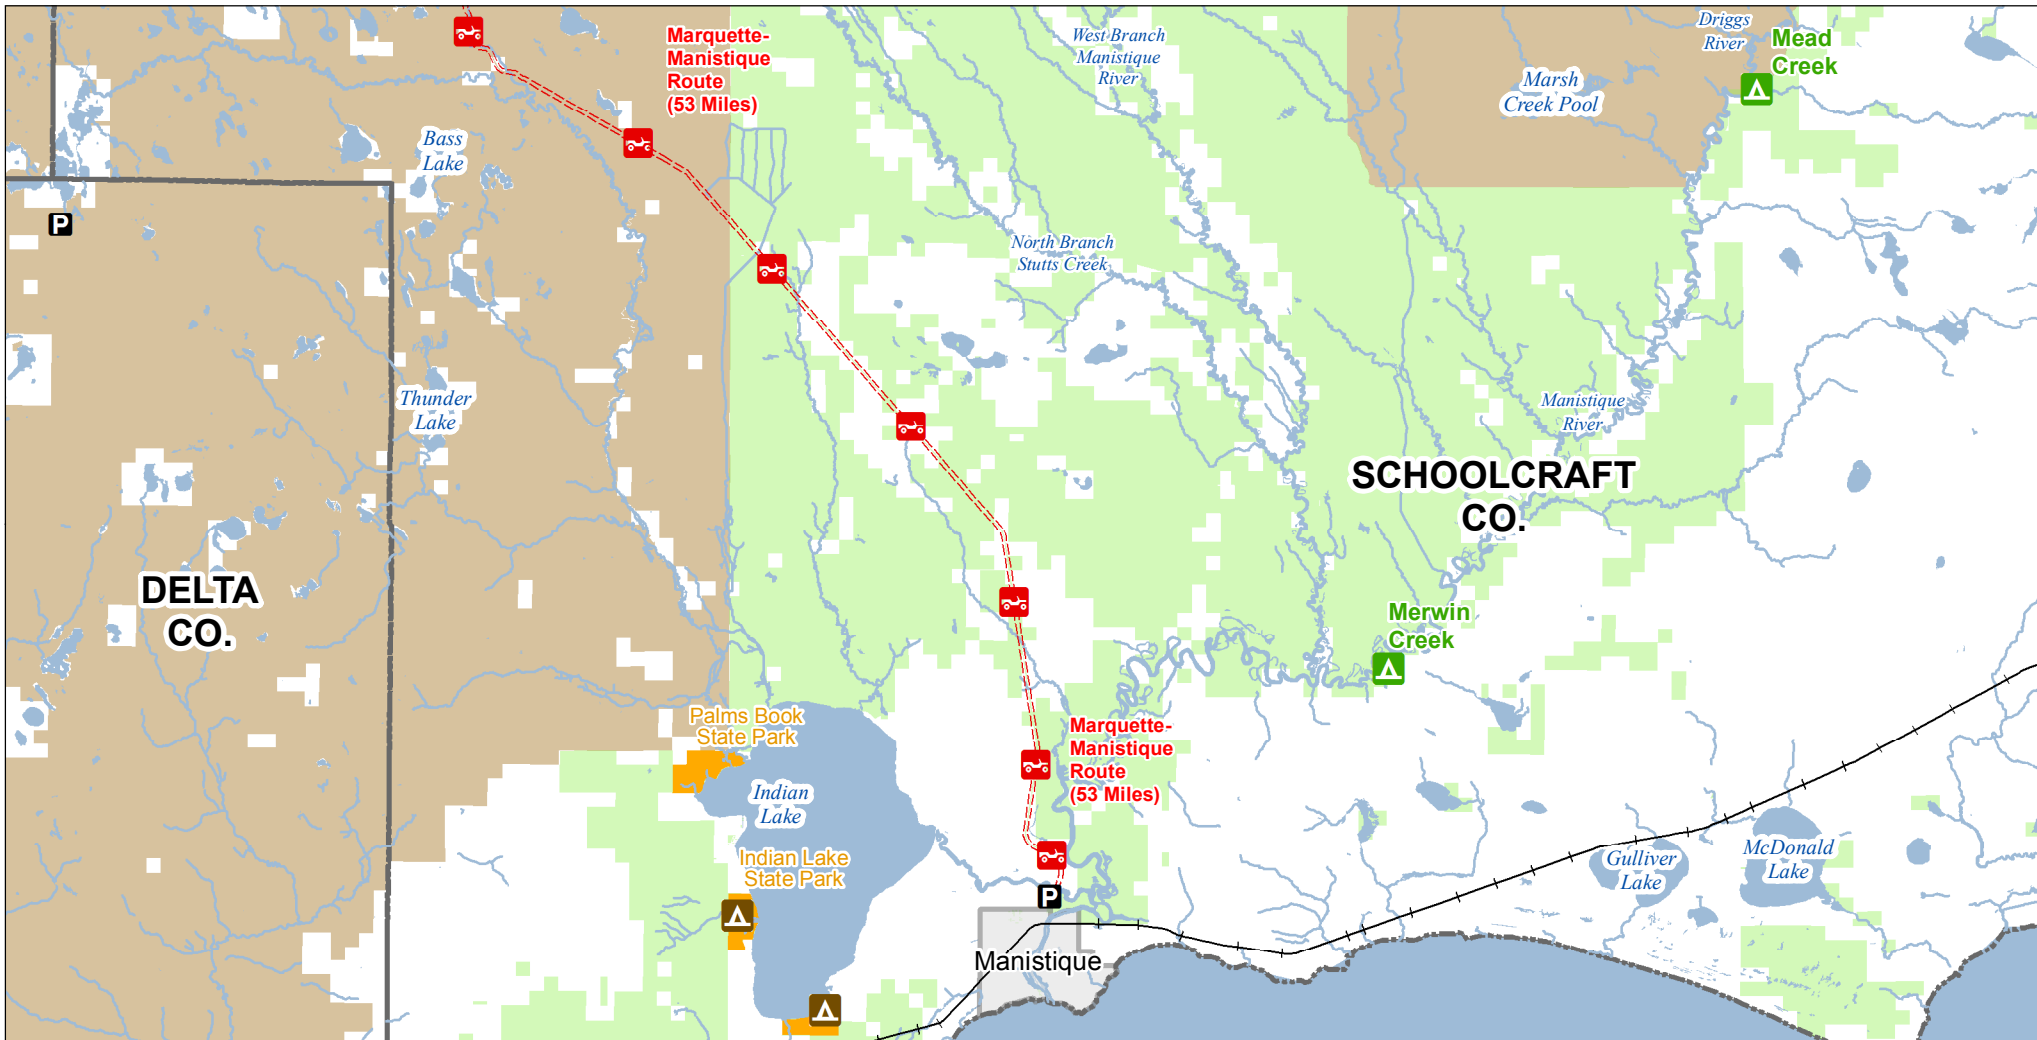 Marquette-
Manistique
Route
(53 Miles)
West Branch
Manistique
River
Driggs
River
Mead
Creek
Marsh
Creek Pool
Bass
Lake
P
North Branch
Stutts Creek
Thunder
Lake
Manistique
River
SCHOOLCRAFT
CO.
DELTA
CO.
Merwin
Creek
Palms Book
State Park
Marquette-
Manistique
Route
(53 Miles)
Indian
Lake
Indian Lake
State Park
Gulliver
Lake
McDonald
Lake
P
Manistique